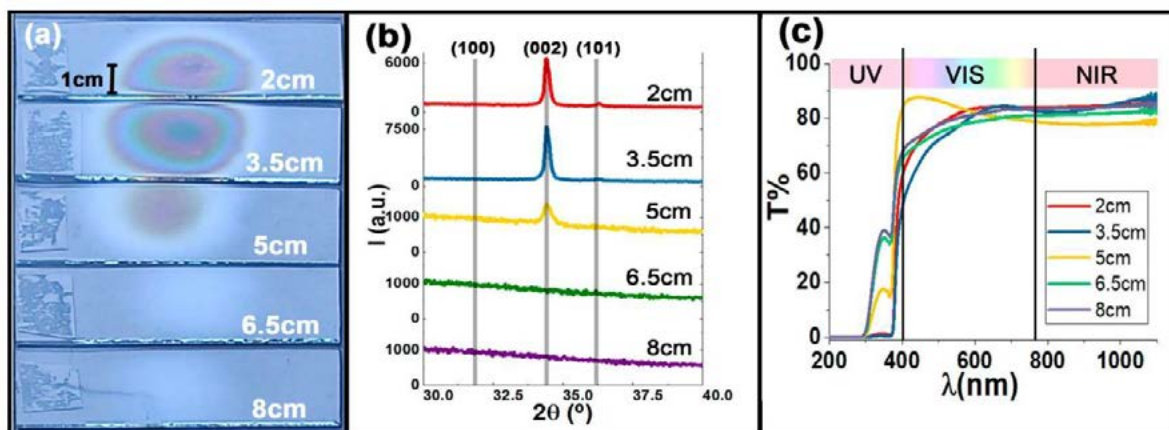 (a)
1cm
2cm
3.5cm
5cm
6.5cm
8cm
(b)
(100) (002) (101)
6000
0
2cm
7500
0
3.5cm
1000
0
5cm
1000
0
6.5cm
1000
0
8cm
I (a.u.)
30.0 32.5 35.0 37.5 40.0
2θ (º)
(c)
UV VIS NIR
100
80
60
40
20
0
T%
2cm
3.5cm
5cm
6.5cm
8cm
200 400 600 800 1000
λ(nm)